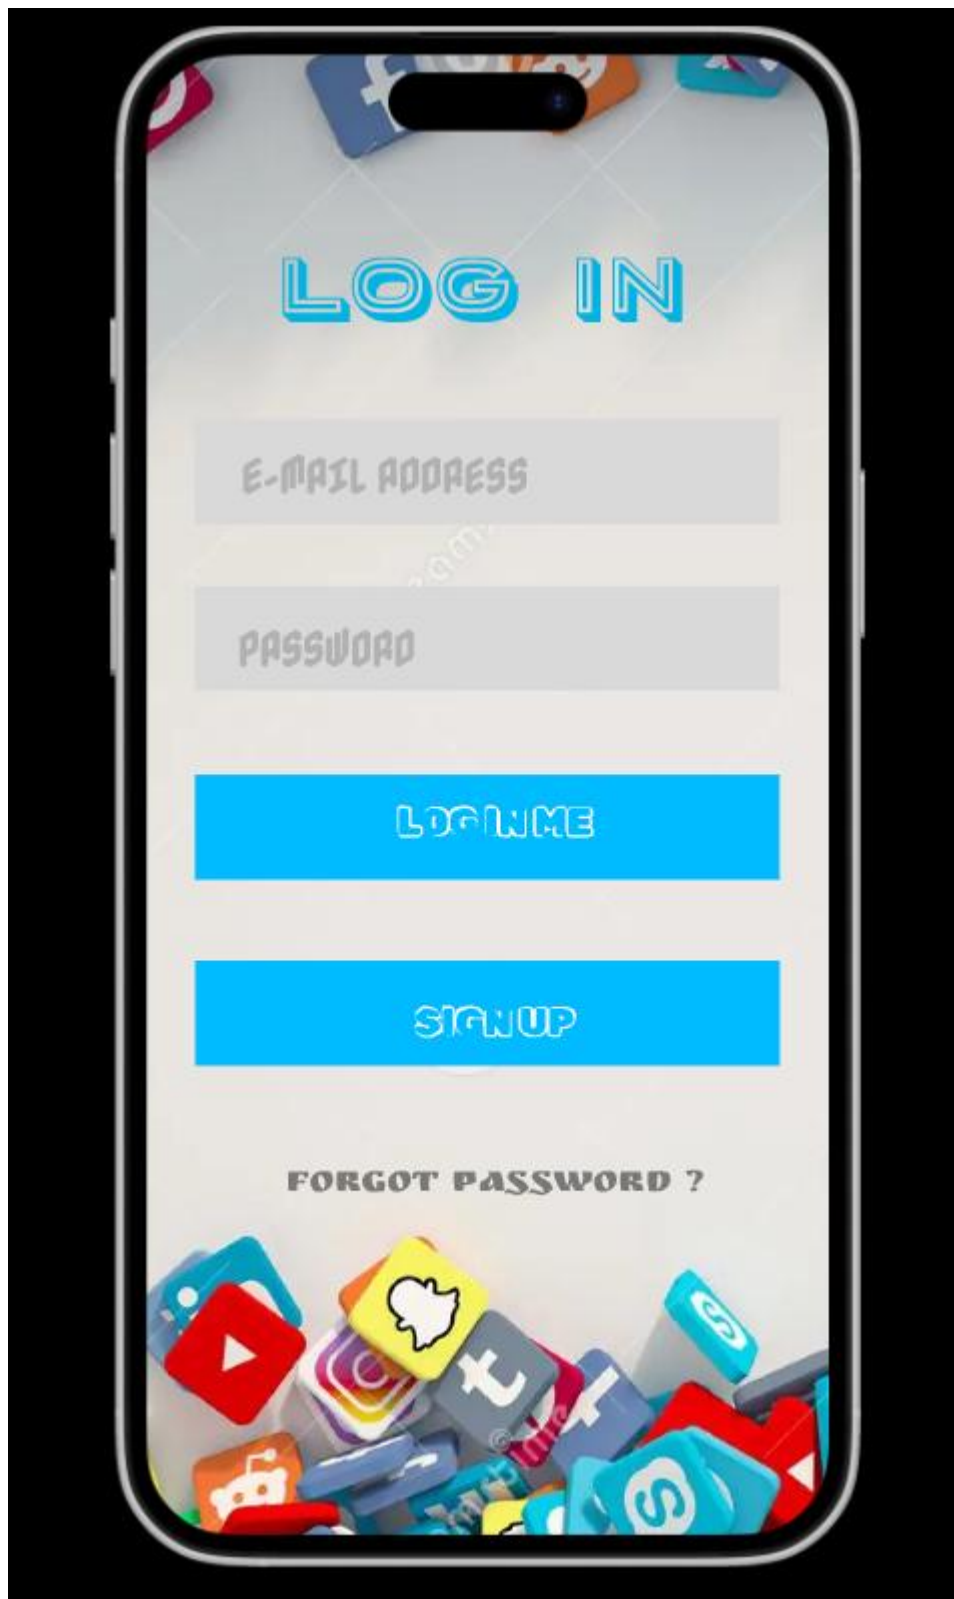 LOG IN
E-MAIL ADDRESS
PASSWORD
LOG IN ME
SIGN UP
FORGOT PASSWORD ?